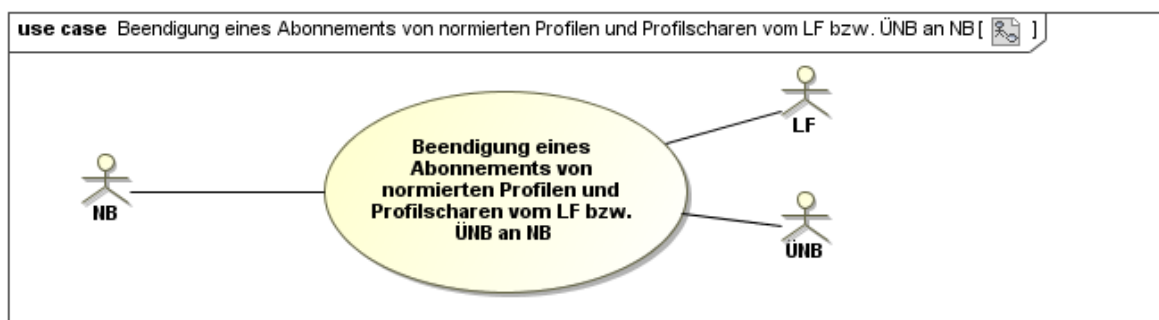 use case Beendigung eines Abonnements von normierten Profilen und Profilscharen vom LF bzw. ÜNB an NB [ ]
LF
Beendigung eines
Abonnements von
normierten Profilen und
Profilscharen vom LF bzw.
ÜNB an NB
NB
ÜNB